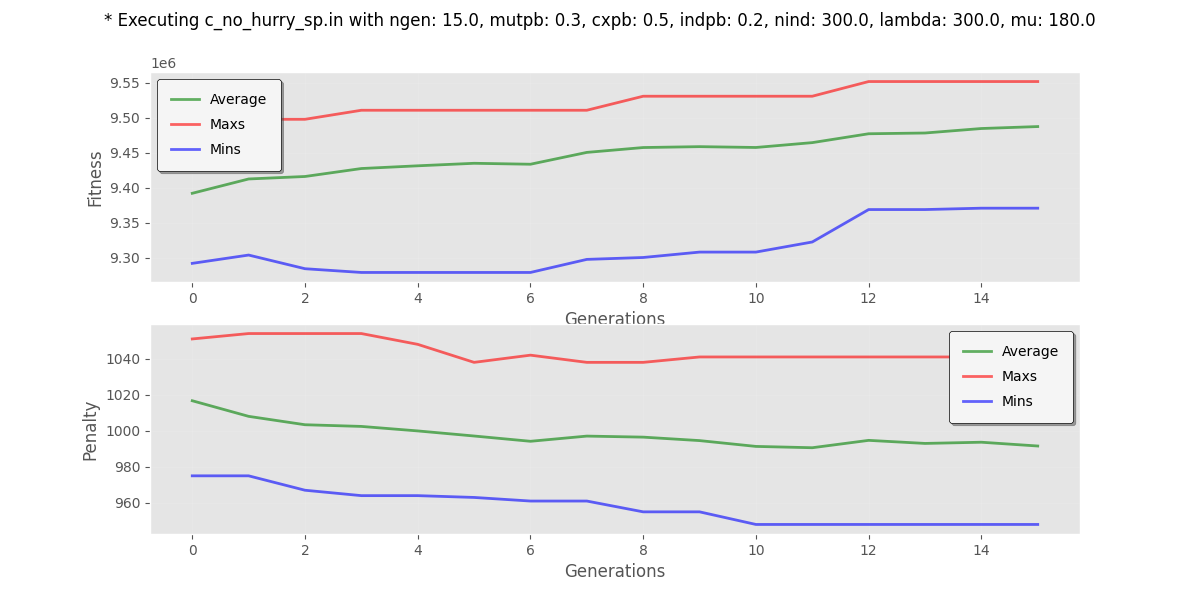 * Executing c_no_hurry_sp.in with ngen: 15.0, mutpb: 0.3, cxpb: 0.5, indpb: 0.2, nind: 300.0, lambda: 300.0, mu: 180.0
1e6
9.55
9.50
9.45
9.40
9.35
9.30
Fitness
Average
Maxs
Mins
0 2 4 6 8 10 12 14
Generations
1040
1020
1000
980
960
Penalty
Average
Maxs
Mins
0 2 4 6 8 10 12 14
Generations